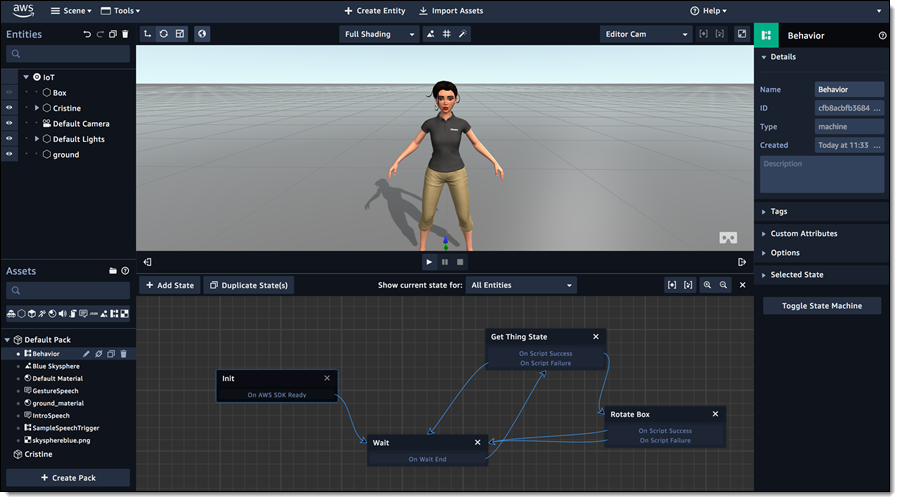 aws
Scene
Tools
Create Entity
Import Assets
Help
Entities
Full Shading
Editor Cam
Behavior
Details
IoT
Box
Cristine
Default Camera
Default Lights
ground
Name
Behavior
ID
cfb8acbfb3684 ...
Type
machine
Created
Today at 11:33 ...
Description
Tags
Custom Attributes
Options
Selected State
Toggle State Machine
Assets
Add State
Duplicate State(s)
Show current state for:
All Entities
Default Pack
Behavior
Blue Skysphere
Default Material
GestureSpeech
ground_material
IntroSpeech
SampleSpeechTrigger
skysphereblue.png
Cristine
Create Pack
Get Thing State
On Script Success
On Script Failure
Init
On AWS SDK Ready
Rotate Box
On Script Success
On Script Failure
Wait
On Wait End